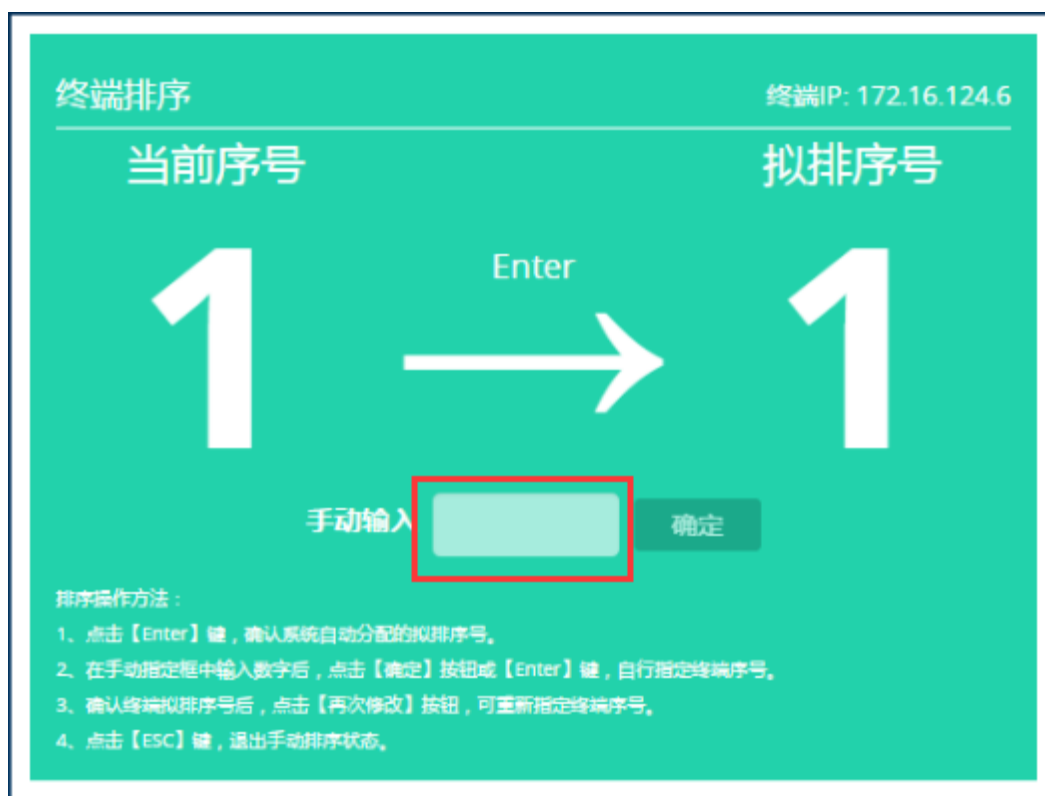 终端排序
终端IP: 172.16.124.6
当前序号
拟排序号
1
Enter
1
手动输入
确定
排序操作方法：
1、点击【Enter】键，确认系统自动分配的拟排序号。
2、在手动指定框中输入数字后，点击【确定】按钮或【Enter】键，自行指定终端序号。
3、确认终端拟排序号后，点击【再次修改】按钮，可重新指定终端序号。
4、点击【ESC】键，退出手动排序状态。